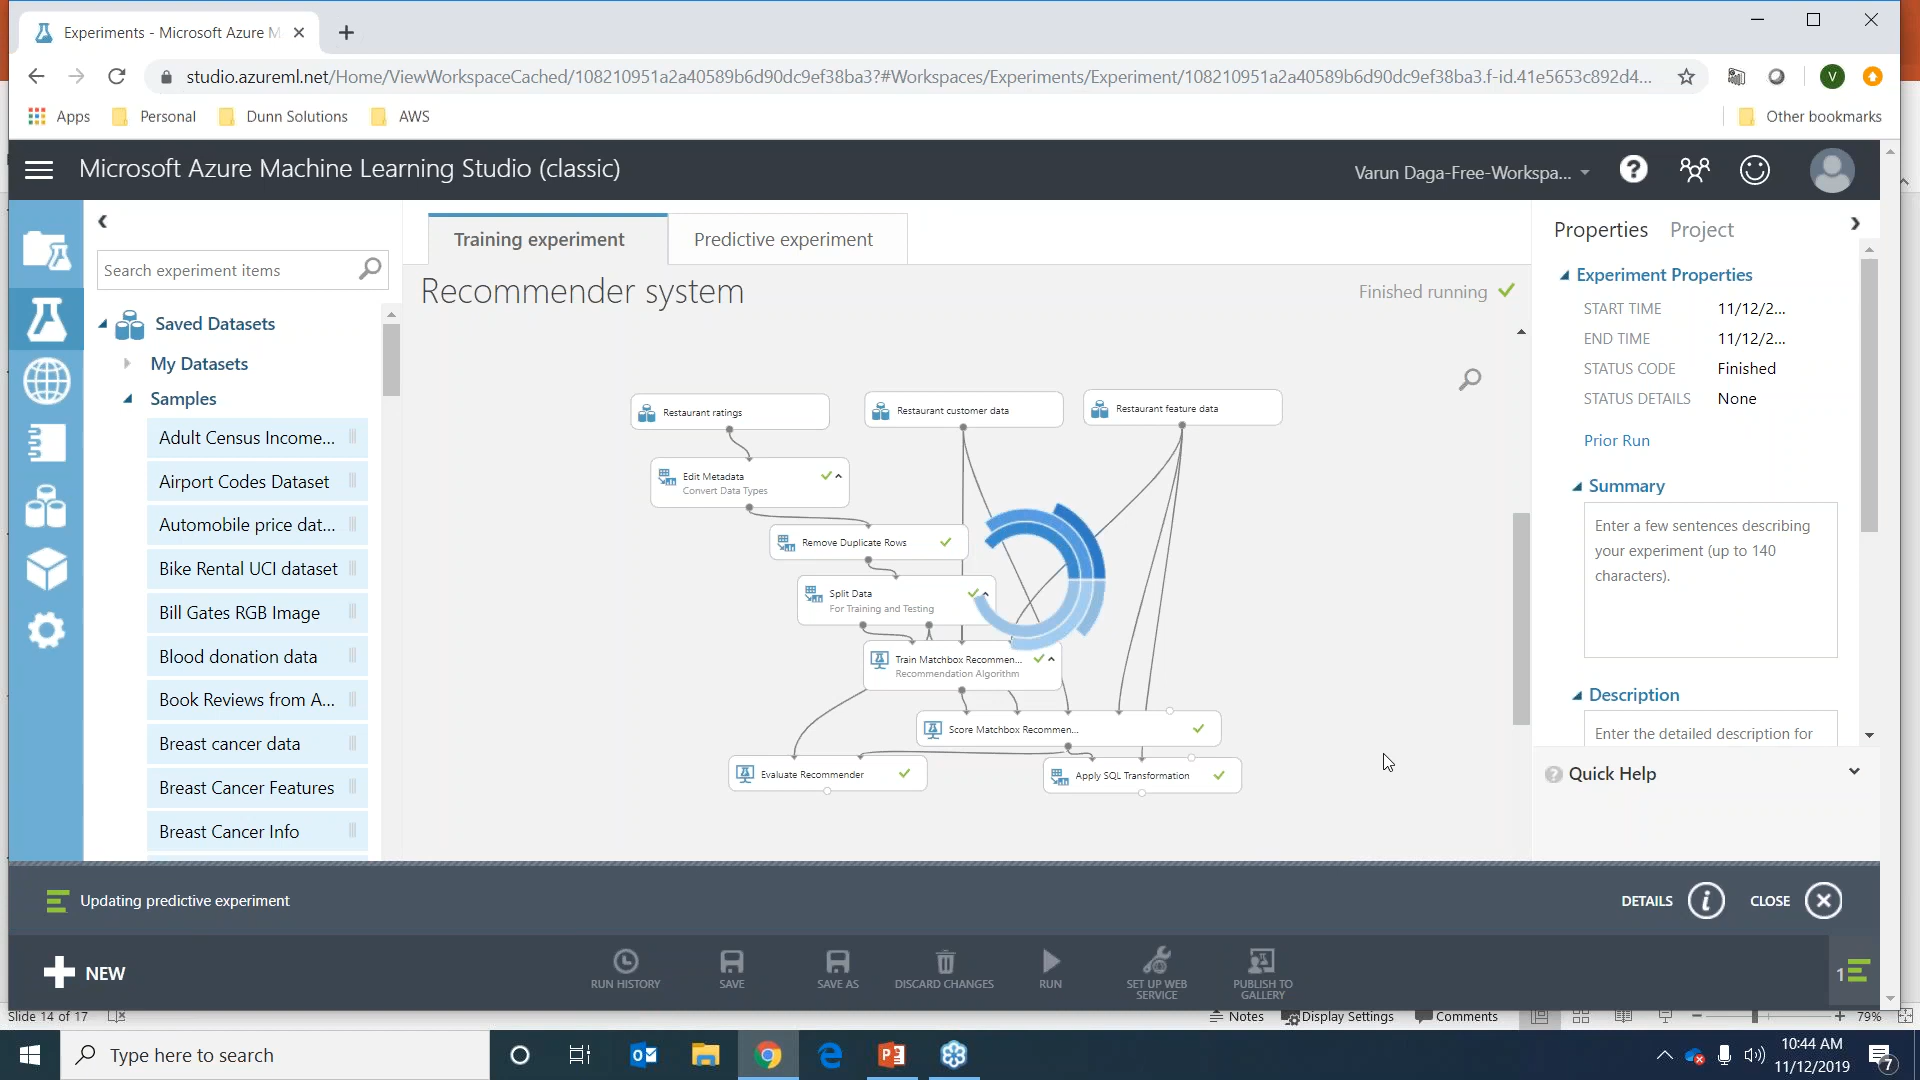 Experiments - Microsoft Azure M
studio.azureml.net/Home/ViewWorkspaceCached/108210951a2a40589b6d90dc9ef38ba3?#Workspaces/Experiments/Experiment/108210951a2a40589b6d90dc9ef38ba3.f-id.41e5653c892d4...
V
Apps
Personal
Dunn Solutions
AWS
Other bookmarks
Microsoft Azure Machine Learning Studio (classic)
Varun Daga-Free-Workspa...
Search experiment items
Saved Datasets
My Datasets
Samples
Adult Census Income...
Airport Codes Dataset
Automobile price dat...
Bike Rental UCI dataset
Bill Gates RGB Image
Blood donation data
Book Reviews from A...
Breast cancer data
Breast Cancer Features
Breast Cancer Info
Training experiment
Predictive experiment
Recommender system
Finished running
Restaurant ratings
Restaurant customer data
Restaurant feature data
Edit Metadata
Convert Data Types
Remove Duplicate Rows
Split Data
For Training and Testing
Train Matchbox Recommen...
Recommendation Algorithm
Score Matchbox Recommen...
Evaluate Recommender
Apply SQL Transformation
Properties
Project
Experiment Properties
START TIME 11/12/2...
END TIME 11/12/2...
STATUS CODE Finished
STATUS DETAILS None
Prior Run
Summary
Enter a few sentences describing
your experiment (up to 140
characters).
Description
Enter the detailed description for
Quick Help
Updating predictive experiment
DETAILS
CLOSE
NEW
RUN HISTORY
SAVE
SAVE AS
DISCARD CHANGES
RUN
SET UP WEB
SERVICE
PUBLISH TO
GALLERY
1
Slide 14 of 17
Notes
Display Settings
Comments
79%
Type here to search
10:44 AM
11/12/2019
7